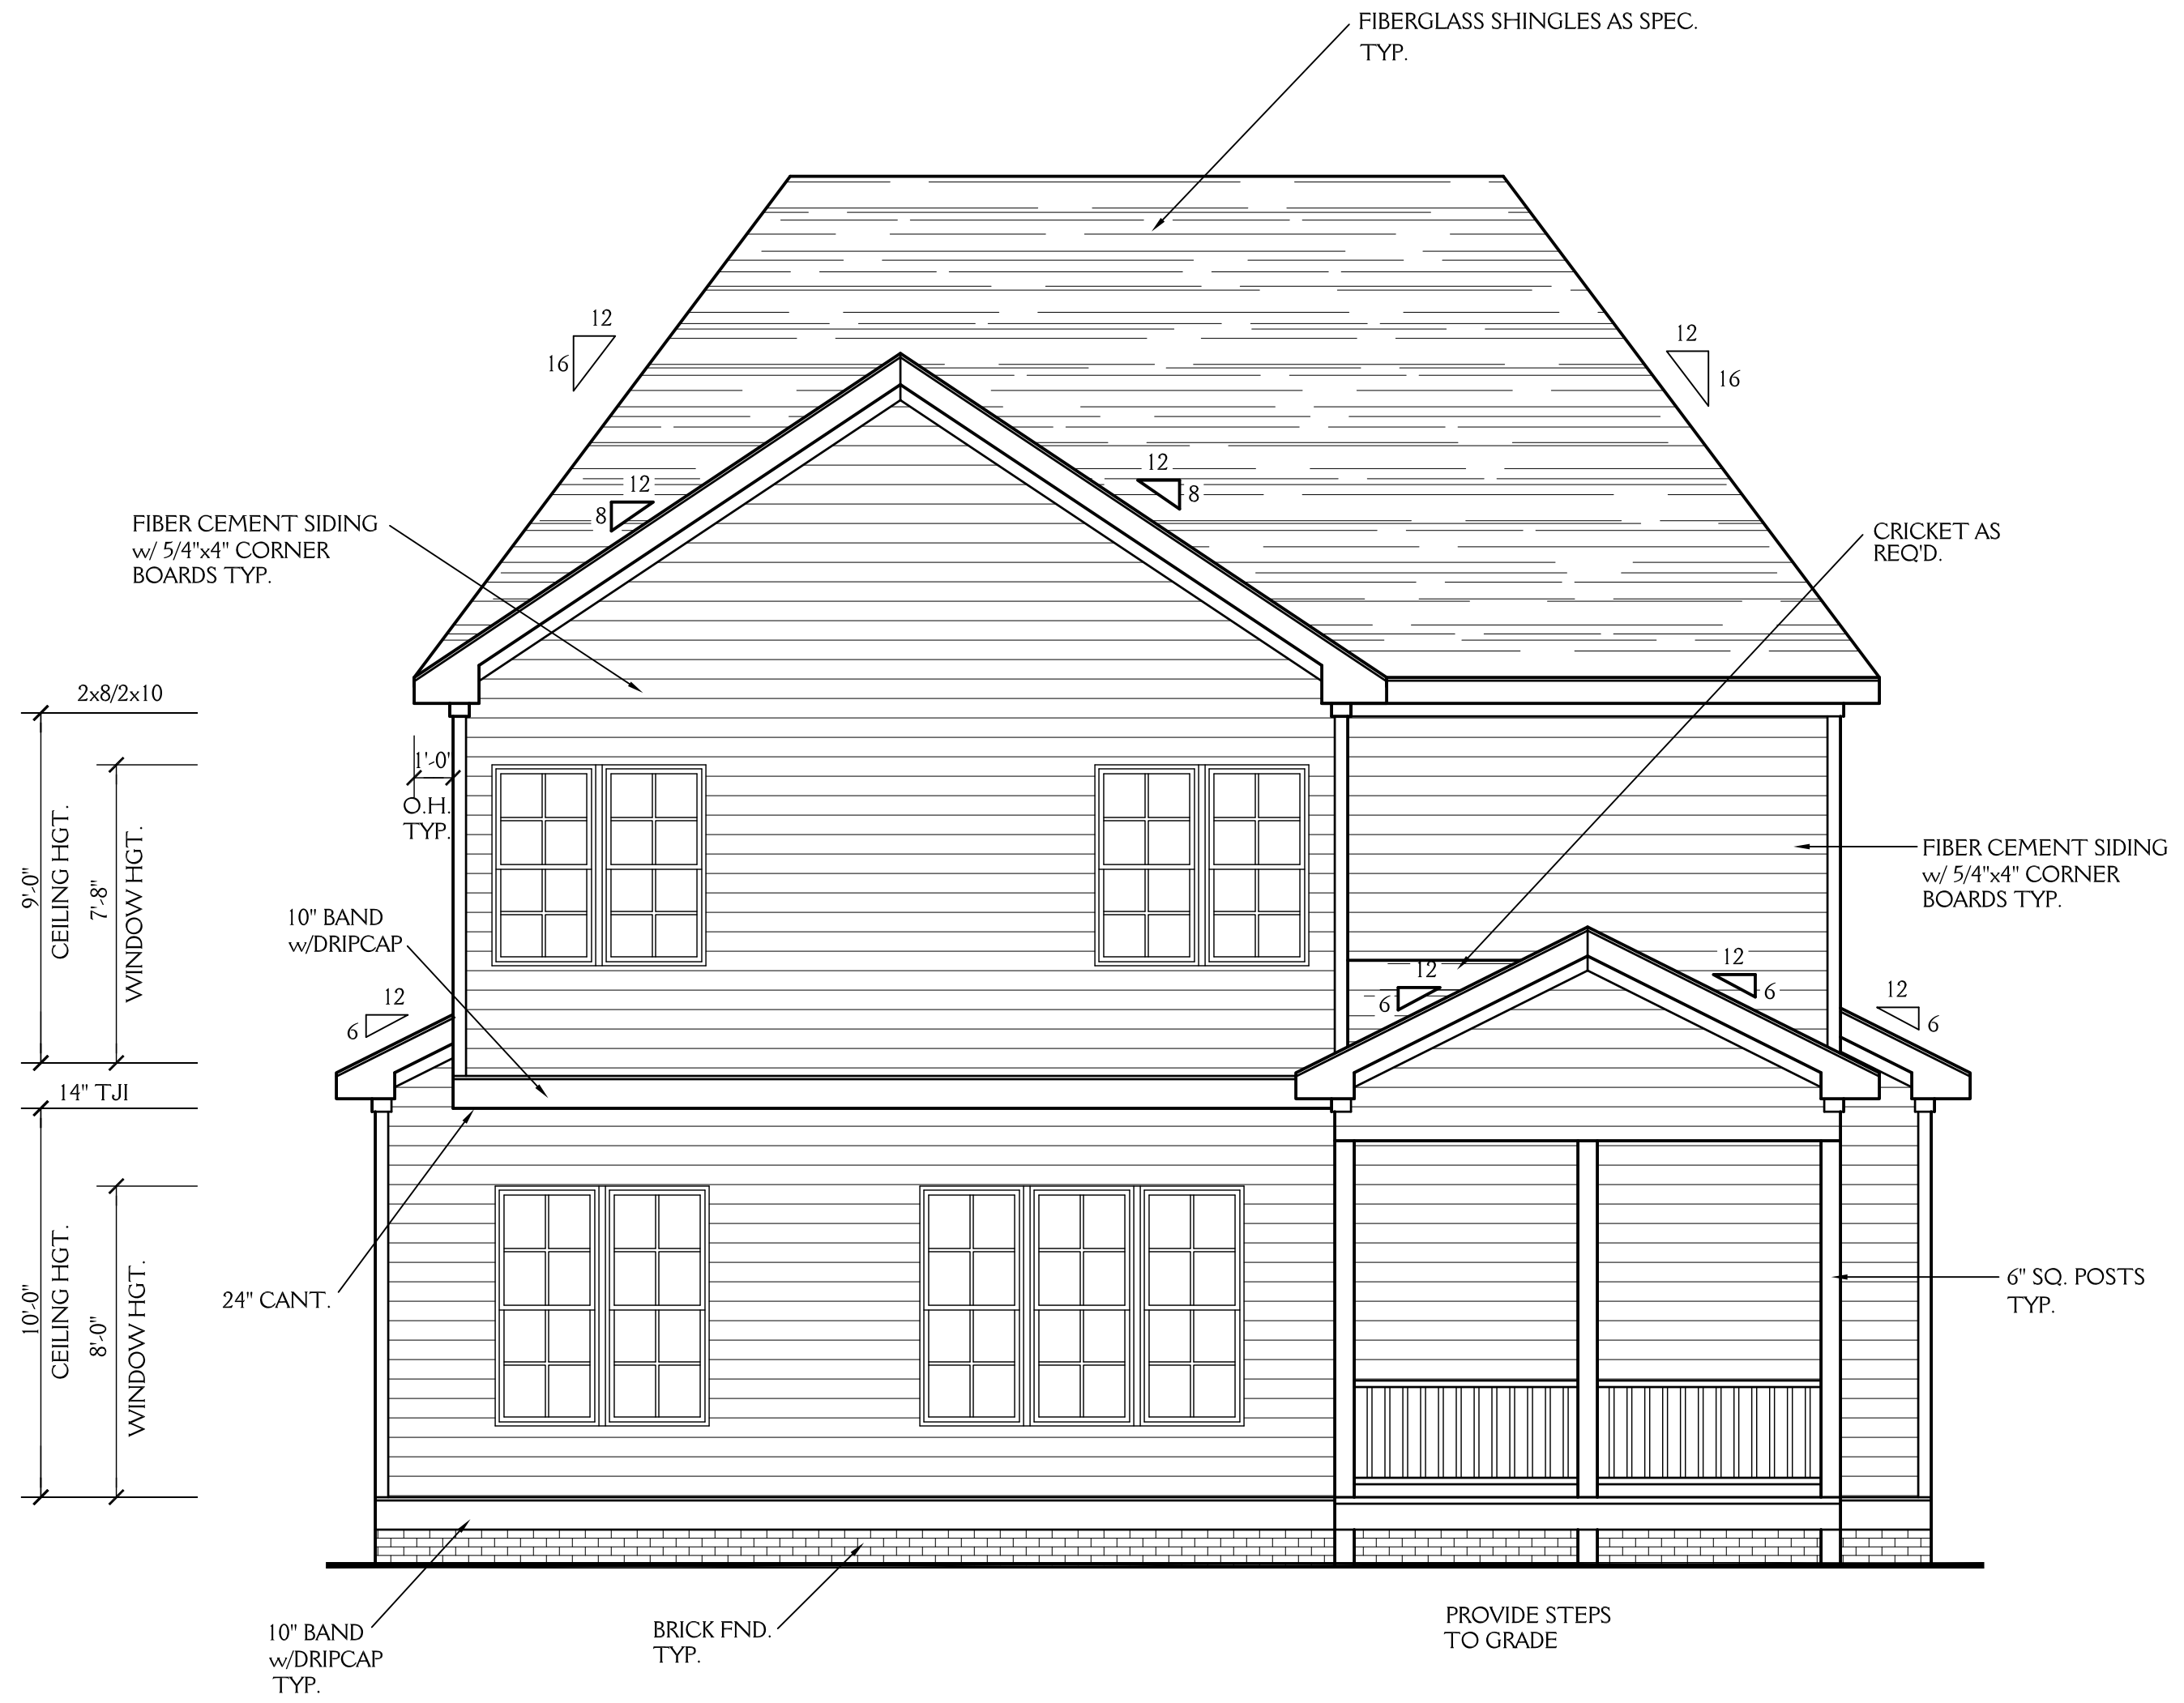 FIBERGLASS SHINGLES AS SPEC.
TYP.
12
16
12
16
12
8
12
8
FIBER CEMENT SIDING
w/ 5/4"x4" CORNER
BOARDS TYP.
CRICKET AS
REQ'D.
2x8/2x10
1'-0"
O.H.
TYP.
9'-0"
CEILING HGT.
7'-8"
WINDOW HGT.
FIBER CEMENT SIDING
w/ 5/4"x4" CORNER
BOARDS TYP.
10" BAND
w/DRIPCAP
12
6
12
6
12
6
12
6
14" TJI
10'-0"
CEILING HGT.
8'-0"
WINDOW HGT.
24" CANT.
6" SQ. POSTS
TYP.
10" BAND
w/DRIPCAP
TYP.
BRICK FND.
TYP.
PROVIDE STEPS
TO GRADE